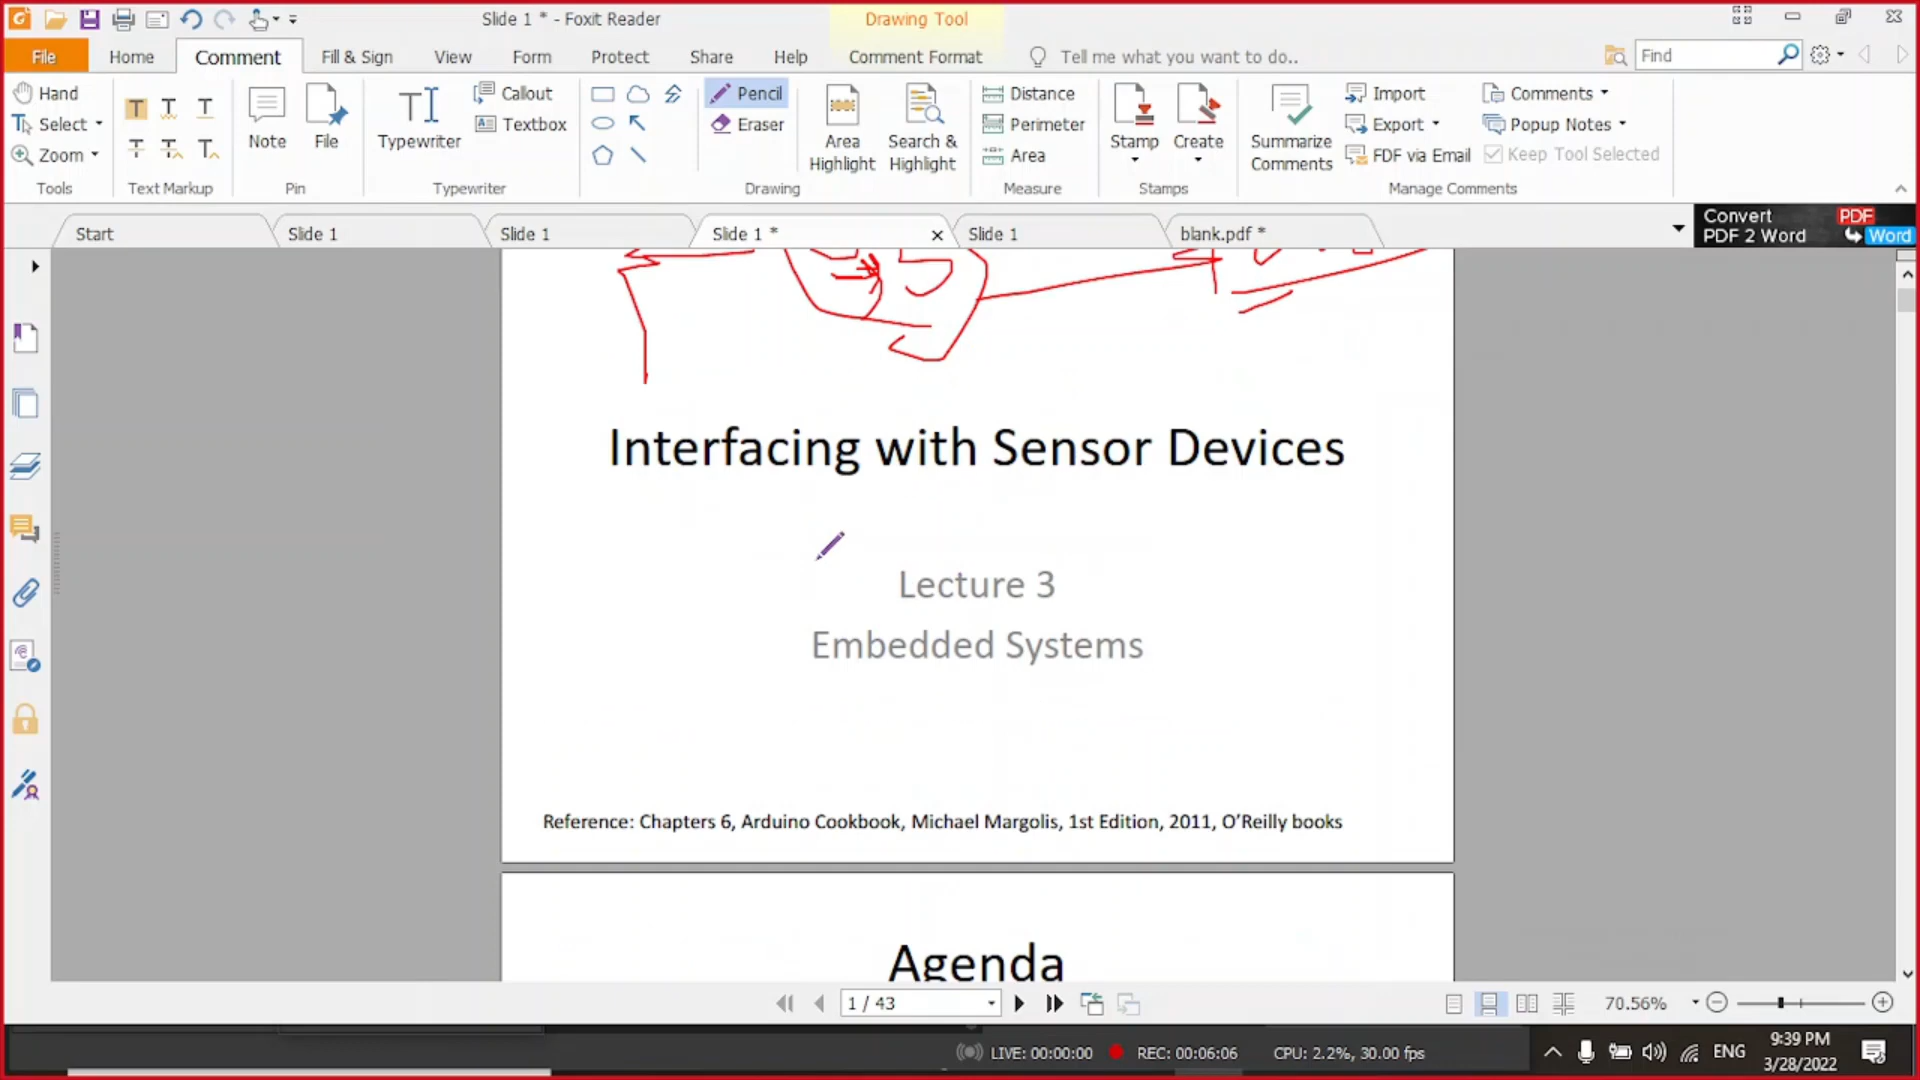 Slide 1 * - Foxit Reader
Drawing Tool
File
Home
Comment
Fill & Sign
View
Form
Protect
Share
Help
Comment Format
Tell me what you want to do..
Find
Hand
Select
Zoom
Tools
Text Markup
Note
File
Pin
Typewriter
Callout
Textbox
Typewriter
Pencil
Eraser
Drawing
Area Highlight
Search & Highlight
Distance
Perimeter
Area
Measure
Stamp
Create
Stamps
Summarize Comments
Import
Export
FDF via Email
Comments
Popup Notes
Keep Tool Selected
Manage Comments
Start
Slide 1
Slide 1
Slide 1 *
Slide 1
blank.pdf *
Convert PDF
PDF 2 Word Word
Interfacing with Sensor Devices
Lecture 3
Embedded Systems
Reference: Chapters 6, Arduino Cookbook, Michael Margolis, 1st Edition, 2011, O'Reilly books
Agenda
1 / 43
70.56%
LIVE: 00:00:00
REC: 00:06:06
CPU: 2.2%, 30.00 fps
ENG
9:39 PM
3/28/2022